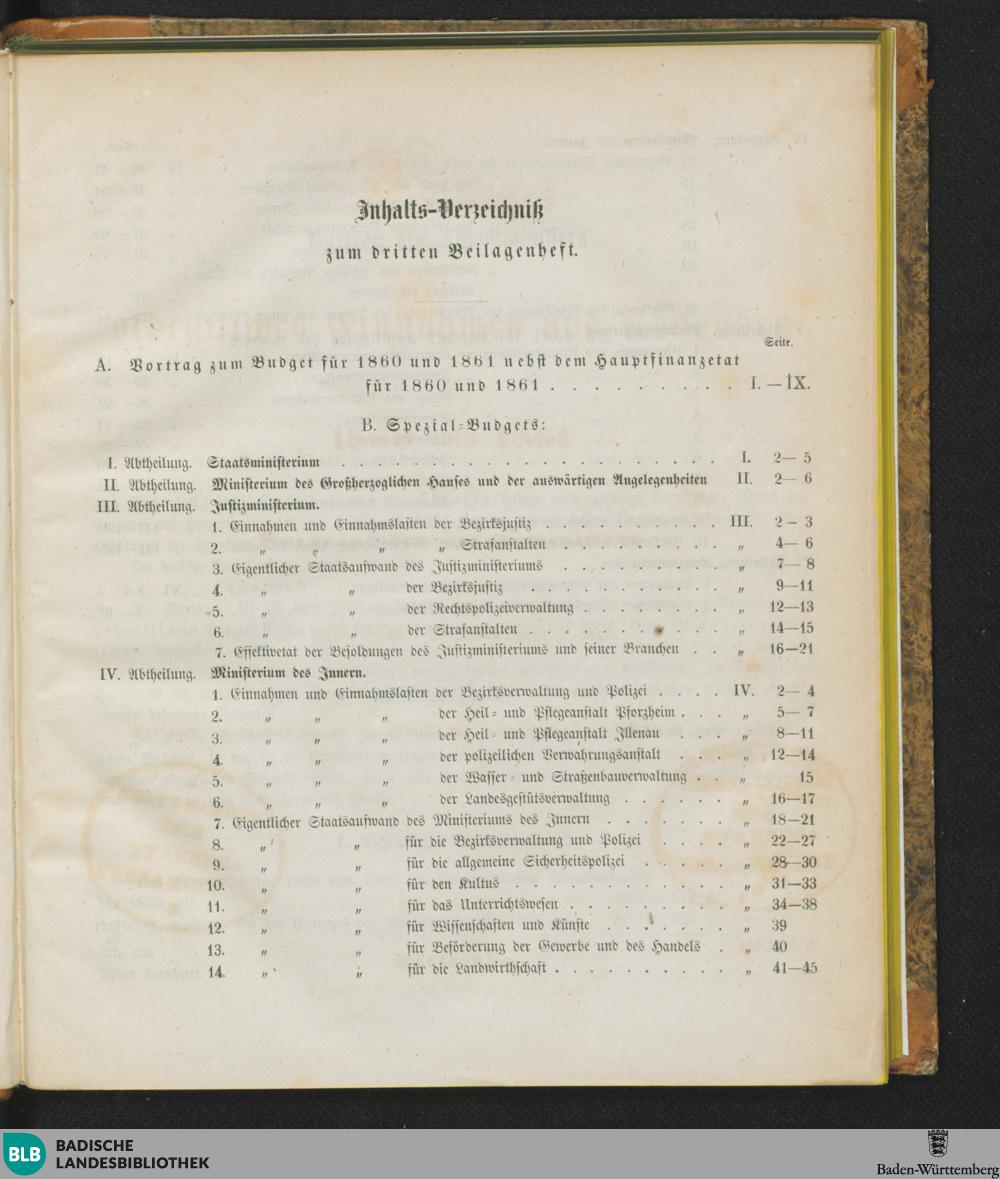 Inhalts-Verzeichniß
zum dritten Beilagenheft.
Seite.
A. Vortrag zum Budget für 1860 und 1861 nebst dem Hauptfinanzetat
für 1860 und 1861 . . . . . . . . . . I. — IX.
B. Spezial-Budgets:
I. Abtheilung. Staatsministerium . . . . . . . . . . . . . . . . . . . . I. 2— 5
II. Abtheilung. Ministerium des Großherzoglichen Hauses und der auswärtigen Angelegenheiten II. 2— 6
III. Abtheilung. Justizministerium.
1. Einnahmen und Einnahmslasten der Bezirksjustiz . . . . . . . . . . III. 2 — 3
2. „ „ „ „ Strafanstalten . . . . . . . . . „ 4— 6
3. Eigentlicher Staatsaufwand des Justizministeriums . . . . . . . . . „ 7— 8
4. „ „ der Bezirksjustiz . . . . . . . . . . . „ 9—11
5. „ „ der Rechtspolizeiverwaltung . . . . . . . . „ 12—13
6. „ „ der Strafanstalten . . . . . . . . . . . „ 14—15
7. Effektivetat der Besoldungen des Justizministeriums und seiner Branchen . . „ 16—21
IV. Abtheilung. Ministerium des Innern.
1. Einnahmen und Einnahmslasten der Bezirksverwaltung und Polizei . . . . IV. 2— 4
2. „ „ „ der Heil- und Pflegeanstalt Pforzheim . . . „ 5— 7
3. „ „ „ der Heil- und Pflegeanstalt Illenau . . . „ 8—11
4. „ „ „ der polizeilichen Verwahrungsanstalt . . . „ 12—14
5. „ „ „ der Wasser- und Straßenbauverwaltung . . „ 15
6. „ „ „ der Landesgestütsverwaltung . . . . . . „ 16—17
7. Eigentlicher Staatsaufwand des Ministeriums des Innern . . . . . . . „ 18—21
8. „ „ für die Bezirksverwaltung und Polizei . . . . „ 22—27
9. „ „ für die allgemeine Sicherheitspolizei . . . . . „ 28—30
10. „ „ für den Kultus . . . . . . . . . . . . „ 31—33
11. „ „ für das Unterrichtswesen . . . . . . . . . „ 34—38
12. „ „ für Wissenschaften und Künste . . . . . . . „ 39
13. „ „ für Beförderung der Gewerbe und des Handels . „ 40
14. „ „ für die Landwirthschaft . . . . . . . . . . „ 41—45
BLB BADISCHE
LANDESBIBLIOTHEK
Baden-Württemberg